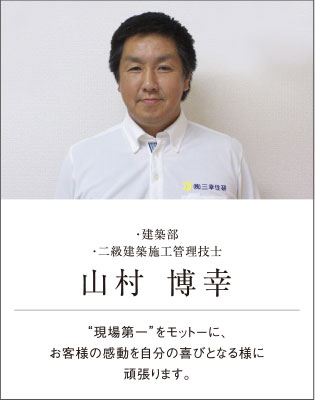 ㈱三幸住研
・建築部
・二級建築施工管理技士
山村 博幸
“現場第一”をモットーに、
お客様の感動を自分の喜びとなる様に
頑張ります。